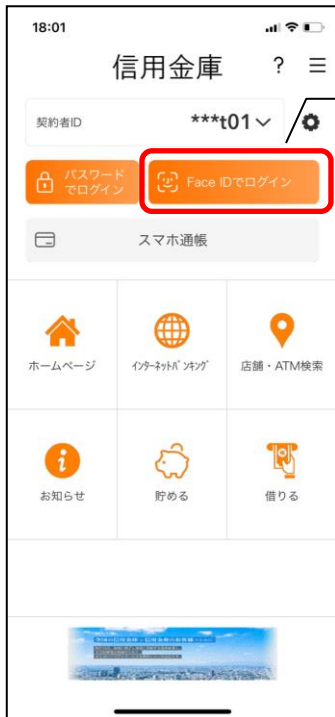 18:01
信用金庫 ?
契約者ID ***t01
パスワード
でログイン
Face IDでログイン
スマホ通帳
ホームページ
ｲﾝﾀｰﾈｯﾄﾊﾞﾝｷﾝｸﾞ
店舗・ATM検索
お知らせ
貯める
借りる